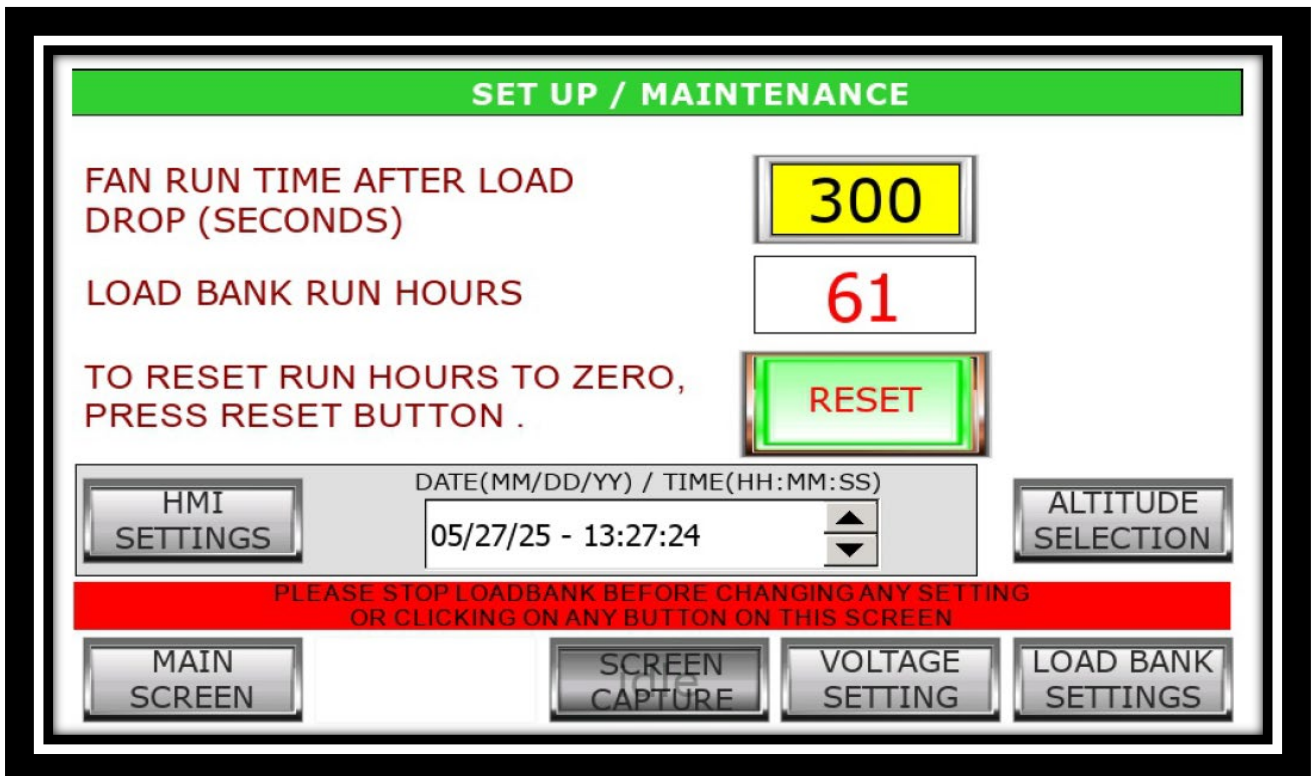 SET UP / MAINTENANCE
FAN RUN TIME AFTER LOAD
DROP (SECONDS)
300
LOAD BANK RUN HOURS
61
TO RESET RUN HOURS TO ZERO,
PRESS RESET BUTTON .
RESET
HMI
SETTINGS
DATE(MM/DD/YY) / TIME(HH:MM:SS)
05/27/25 - 13:27:24
ALTITUDE
SELECTION
PLEASE STOP LOADBANK BEFORE CHANGING ANY SETTING
OR CLICKING ON ANY BUTTON ON THIS SCREEN
MAIN
SCREEN
SCREEN
Idle
CAPTURE
VOLTAGE
SETTING
LOAD BANK
SETTINGS